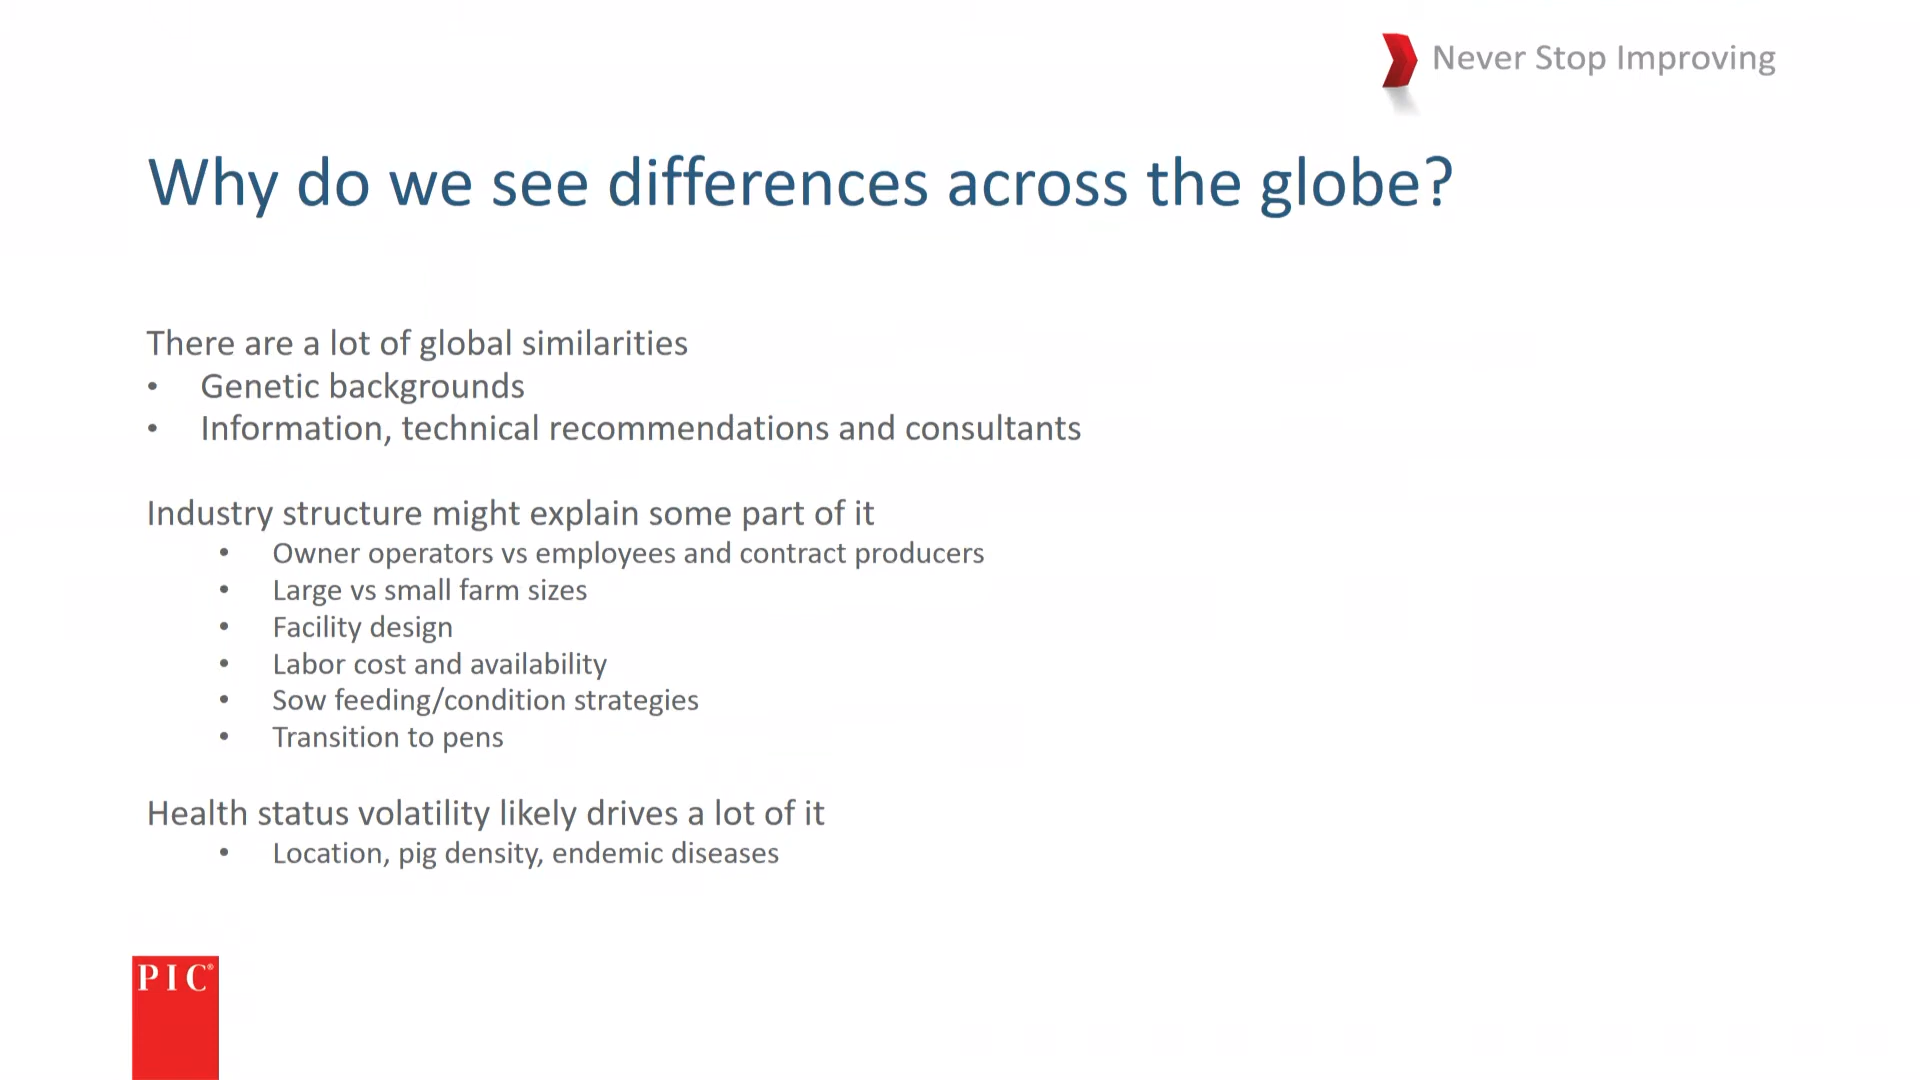 Never Stop Improving
Why do we see differences across the globe?
There are a lot of global similarities
• Genetic backgrounds
• Information, technical recommendations and consultants
Industry structure might explain some part of it
• Owner operators vs employees and contract producers
• Large vs small farm sizes
• Facility design
• Labor cost and availability
• Sow feeding/condition strategies
• Transition to pens
Health status volatility likely drives a lot of it
• Location, pig density, endemic diseases
PIC®